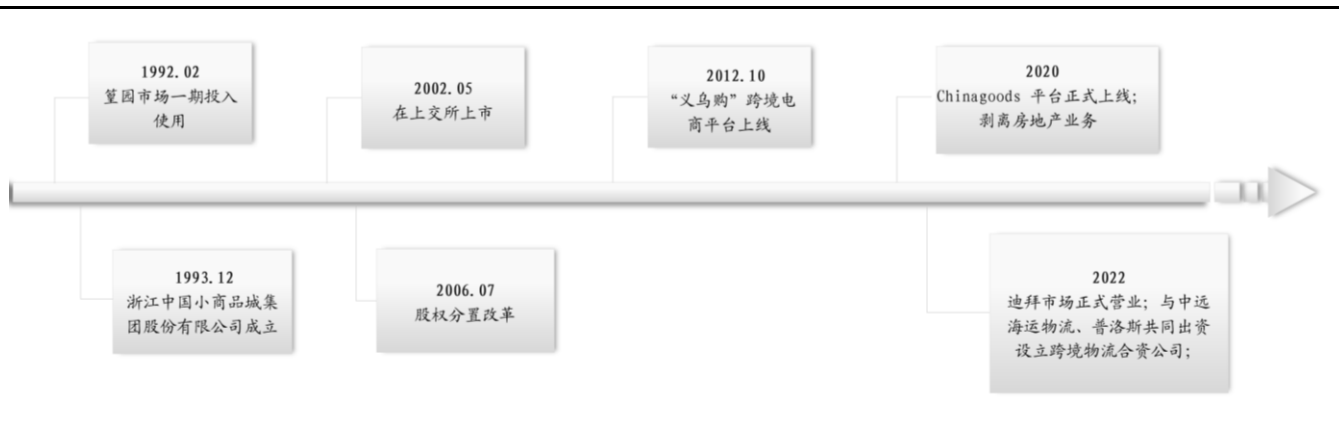 1992.02
篁园市场一期投入
使用
2002.05
在上交所上市
2012.10
“义乌购”跨境电
商平台上线
2020
Chinagoods 平台正式上线;
剥离房地产业务
1993.12
浙江中国小商品城集
团股份有限公司成立
2006.07
股权分置改革
2022
迪拜市场正式营业; 与中远
海运物流、普洛斯共同出资
设立跨境物流合资公司;